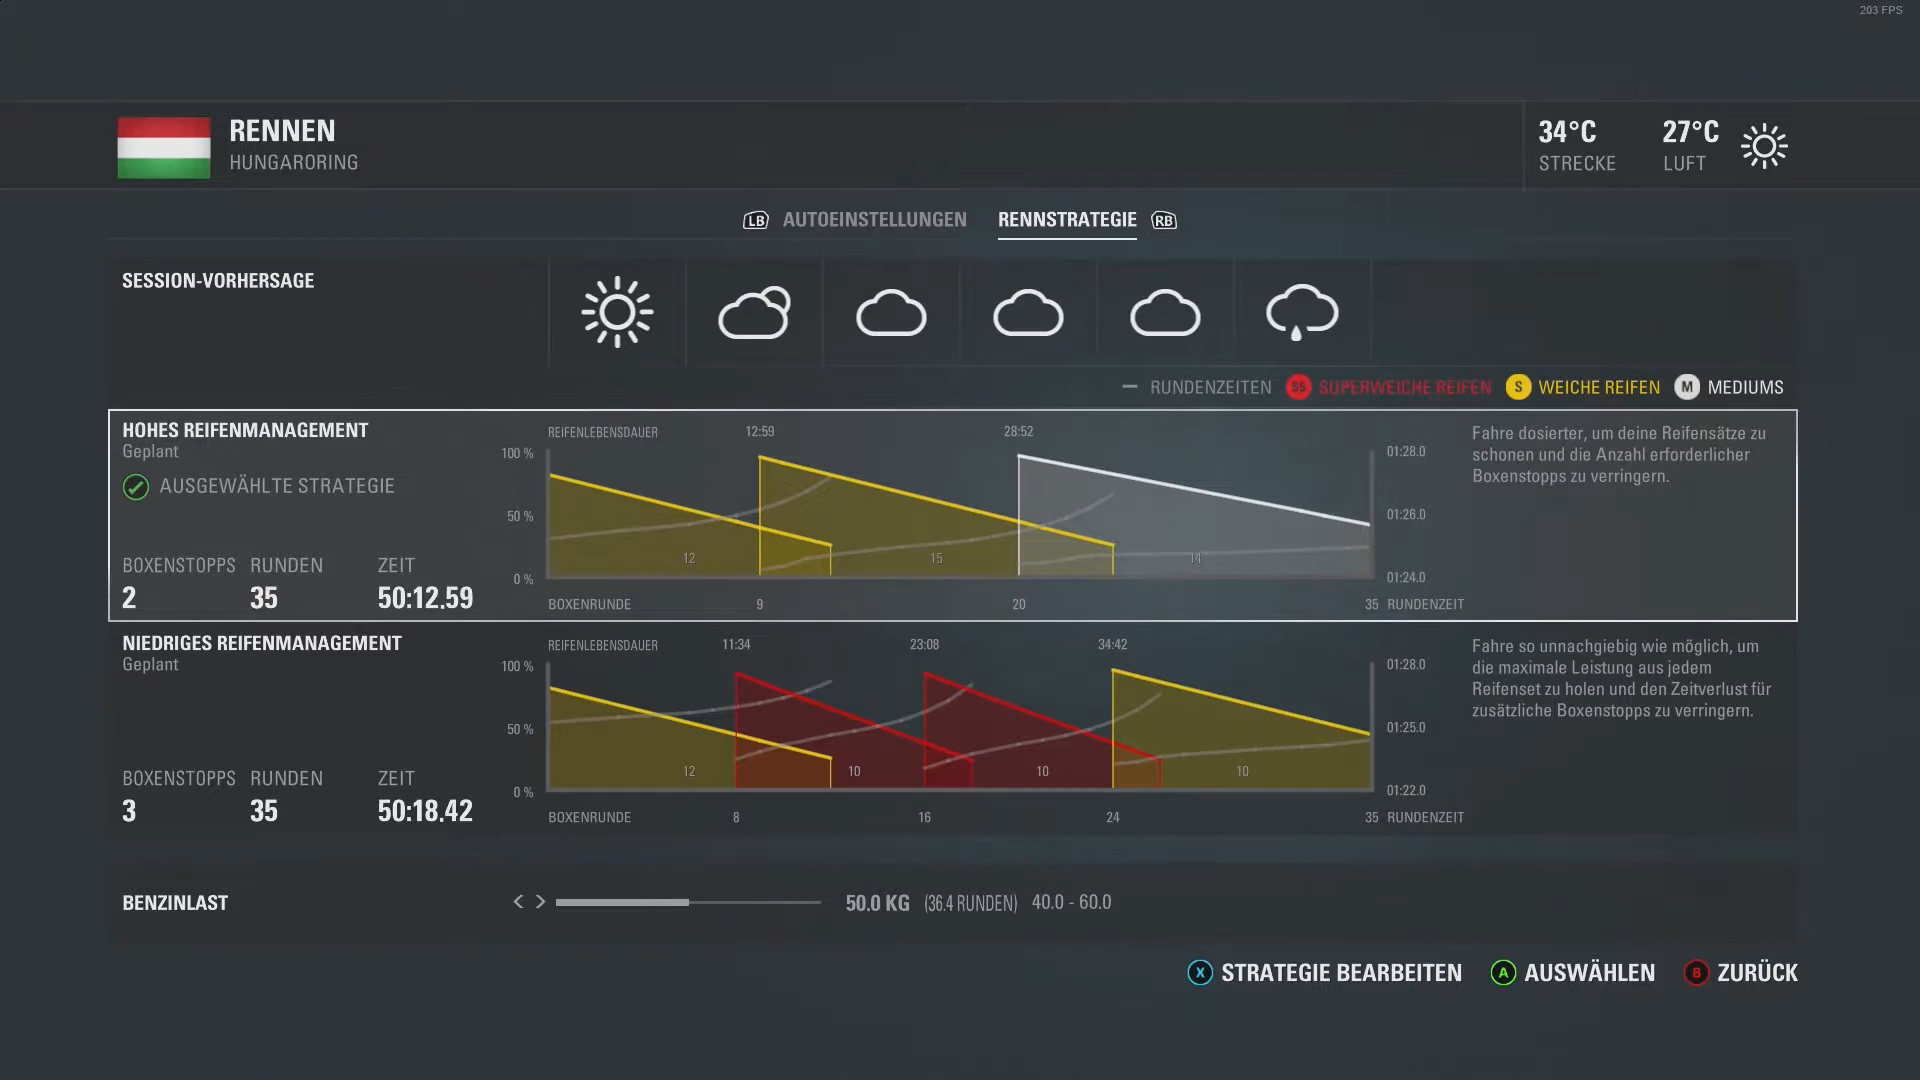 203 FPS
RENNEN
HUNGARORING
34°C
STRECKE
27°C
LUFT
LB AUTOEINSTELLUNGEN RENNSTRATEGIE RB
SESSION-VORHERSAGE
RUNDENZEITEN SS SUPERWEICHE REIFEN S WEICHE REIFEN M MEDIUMS
HOHES REIFENMANAGEMENT
Geplant
AUSGEWÄHLTE STRATEGIE
BOXENSTOPPS RUNDEN ZEIT
2 35 50:12.59
REIFENLEBENSDAUER 12:59 28:52
100 %
50 %
0 %
12 15 14
01:28.0
01:26.0
01:24.0
BOXENRUNDE 9 20 35 RUNDENZEIT
Fahre dosierter, um deine Reifensätze zu
schonen und die Anzahl erforderlicher
Boxenstopps zu verringern.
NIEDRIGES REIFENMANAGEMENT
Geplant
BOXENSTOPPS RUNDEN ZEIT
3 35 50:18.42
REIFENLEBENSDAUER 11:34 23:08 34:42
100 %
50 %
0 %
12 10 10 10
01:28.0
01:25.0
01:22.0
BOXENRUNDE 8 16 24 35 RUNDENZEIT
Fahre so unnachgiebig wie möglich, um
die maximale Leistung aus jedem
Reifenset zu holen und den Zeitverlust für
zusätzliche Boxenstopps zu verringern.
BENZINLAST < > 50.0 KG (36.4 RUNDEN) 40.0 - 60.0
X STRATEGIE BEARBEITEN A AUSWÄHLEN B ZURÜCK